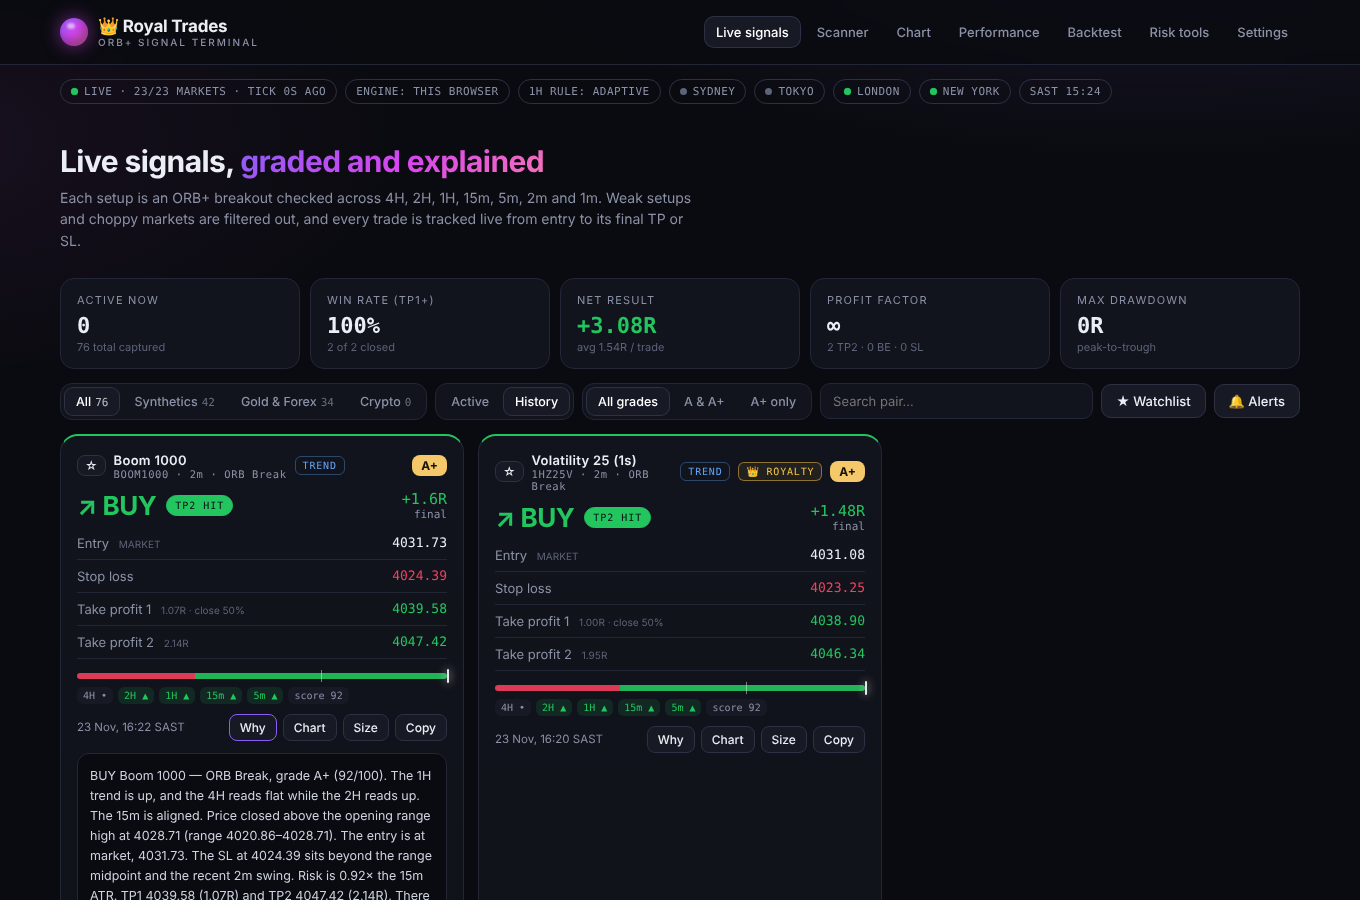 👑 Royal Trades
ORB+ SIGNAL TERMINAL
Live signals
Scanner
Chart
Performance
Backtest
Risk tools
Settings
LIVE · 23/23 MARKETS · TICK 0S AGO
ENGINE: THIS BROWSER
1H RULE: ADAPTIVE
SYDNEY
TOKYO
LONDON
NEW YORK
SAST 15:24
Live signals, graded and explained
Each setup is an ORB+ breakout checked across 4H, 2H, 1H, 15m, 5m, 2m and 1m. Weak setups
and choppy markets are filtered out, and every trade is tracked live from entry to its final TP or
SL.
ACTIVE NOW
0
76 total captured
WIN RATE (TP1+)
100%
2 of 2 closed
NET RESULT
+3.08R
avg 1.54R / trade
PROFIT FACTOR
∞
2 TP2 · 0 BE · 0 SL
MAX DRAWDOWN
0R
peak-to-trough
All 76
Synthetics 42
Gold & Forex 34
Crypto 0
Active
History
All grades
A & A+
A+ only
Search pair...
★ Watchlist
🔔 Alerts
☆
Boom 1000
BOOM1000 · 2m · ORB Break
TREND
A+
↗ BUY
TP2 HIT
+1.6R
final
Entry MARKET 4031.73
Stop loss 4024.39
Take profit 1 1.07R · close 50% 4039.58
Take profit 2 2.14R 4047.42
4H • 2H ▲ 1H ▲ 15m ▲ 5m ▲ score 92
23 Nov, 16:22 SAST
Why
Chart
Size
Copy
BUY Boom 1000 — ORB Break, grade A+ (92/100). The 1H
trend is up, and the 4H reads flat while the 2H reads up.
The 15m is aligned. Price closed above the opening range
high at 4028.71 (range 4020.86–4028.71). The entry is at
market, 4031.73. The SL at 4024.39 sits beyond the range
midpoint and the recent 2m swing. Risk is 0.92× the 15m
ATR. TP1 4039.58 (1.07R) and TP2 4047.42 (2.14R). There
☆
Volatility 25 (1s)
1HZ25V · 2m · ORB
Break
TREND
👑 ROYALTY
A+
↗ BUY
TP2 HIT
+1.48R
final
Entry MARKET 4031.08
Stop loss 4023.25
Take profit 1 1.00R · close 50% 4038.90
Take profit 2 1.95R 4046.34
4H • 2H ▲ 1H ▲ 15m ▲ 5m ▲ score 92
23 Nov, 16:20 SAST
Why
Chart
Size
Copy